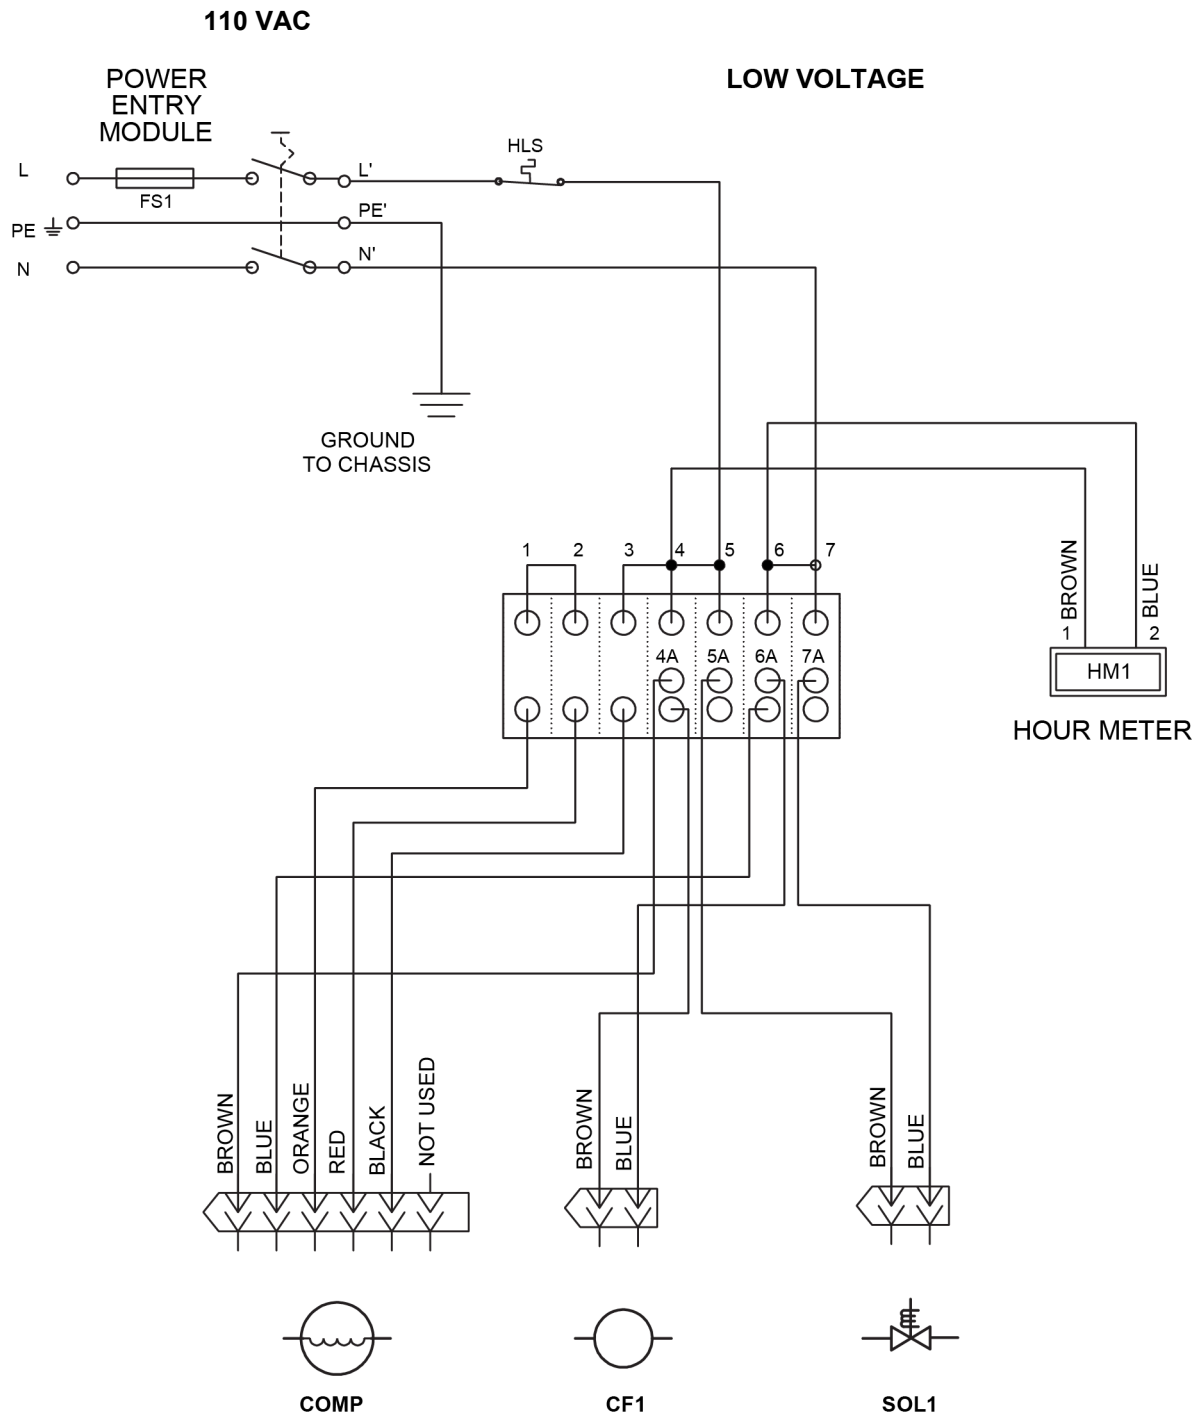 110 VAC
LOW VOLTAGE
POWER
ENTRY
MODULE
HLS
L
L'
FS1
PE
PE'
N
N'
GROUND
TO CHASSIS
1 2 3 4 5 6 7
BROWN
BLUE
1 2
HM1
HOUR METER
4A 5A 6A 7A
BROWN
BLUE
ORANGE
RED
BLACK
NOT USED
BROWN
BLUE
BROWN
BLUE
COMP
CF1
SOL1